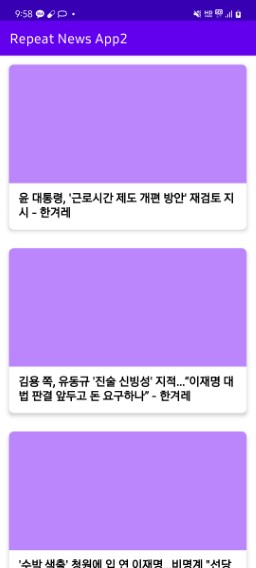 9:58
Repeat News App2
윤 대통령, '근로시간 제도 개편 방안' 재검토 지
시 - 한겨레
김용 쪽, 유동규 '진술 신빙성' 지적…“이재명 대
법 판결 앞두고 돈 요구하나” - 한겨레
'수박 색출' 청원에 입 연 이재명…비명계 "선당